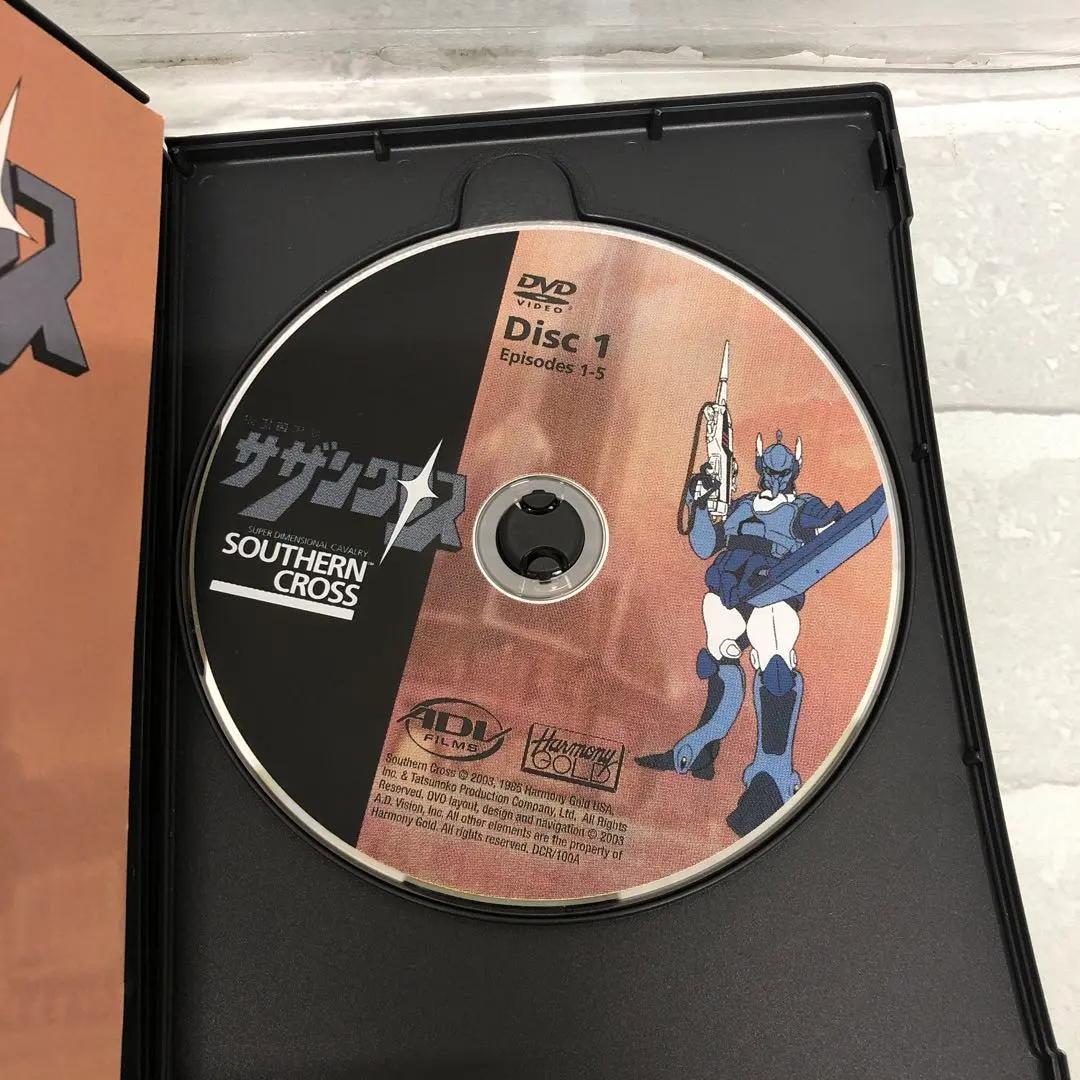 DVD
VIDEO
Disc 1
Episodes 1-5
サザンクロス
SUPER DIMENSIONAL CAVALRY
SOUTHERN™
CROSS
ADV
FILMS
Harmony
GOLD
Southern Cross © 2003, 1985 Harmony Gold USA,
Inc. & Tatsunoko Production Company, Ltd. All Rights
Reserved. DVD layout, design and navigation © 2003
A.D. Vision, Inc. All other elements are the property of
Harmony Gold. All rights reserved. DCR/100A
ス